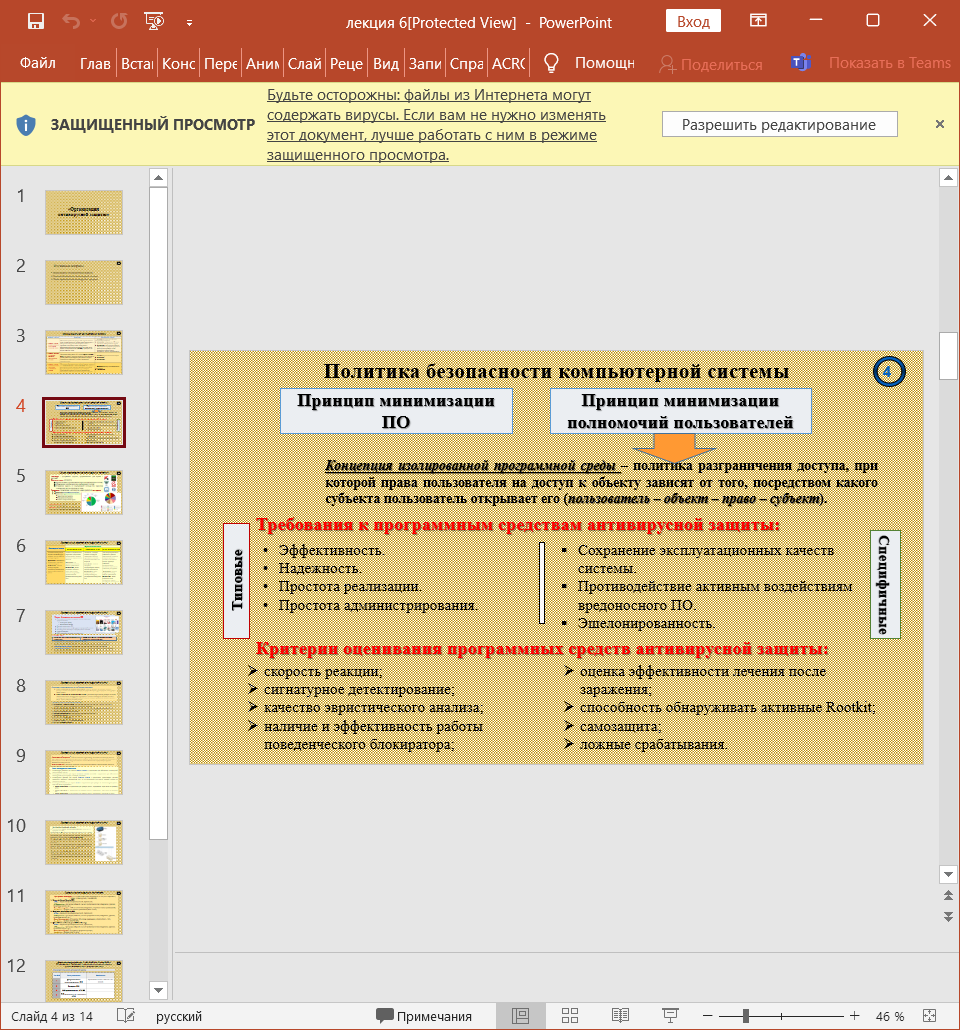 лекция 6[Protected View] - PowerPoint
Вход
Файл
Глав
Встав
Конс
Пере
Аним
Слай
Реце
Вид
Запи
Спра
ACRO
Помощн
Поделиться
Показать в Teams
ЗАЩИЩЕННЫЙ ПРОСМОТР
Будьте осторожны: файлы из Интернета могут
содержать вирусы. Если вам не нужно изменять
этот документ, лучше работать с ним в режиме
защищенного просмотра.
Разрешить редактирование
1
2
3
4
5
6
7
8
9
10
11
12
Политика безопасности компьютерной системы
4
Принцип минимизации
ПО
Принцип минимизации
полномочий пользователей
Концепция изолированной программной среды – политика разграничения доступа, при
которой права пользователя на доступ к объекту зависят от того, посредством какого
субъекта пользователь открывает его (пользователь – объект – право – субъект).
Требования к программным средствам антивирусной защиты:
Типовые
• Эффективность.
• Надежность.
• Простота реализации.
• Простота администрирования.
▪ Сохранение эксплуатационных качеств
системы.
▪ Противодействие активным воздействиям
вредоносного ПО.
▪ Эшелонированность.
Специфичные
Критерии оценивания программных средств антивирусной защиты:
➢ скорость реакции;
➢ сигнатурное детектирование;
➢ качество эвристического анализа;
➢ наличие и эффективность работы
поведенческого блокиратора;
➢ оценка эффективности лечения после
заражения;
➢ способность обнаруживать активные Rootkit;
➢ самозащита;
➢ ложные срабатывания.
Слайд 4 из 14
русский
Примечания
46 %